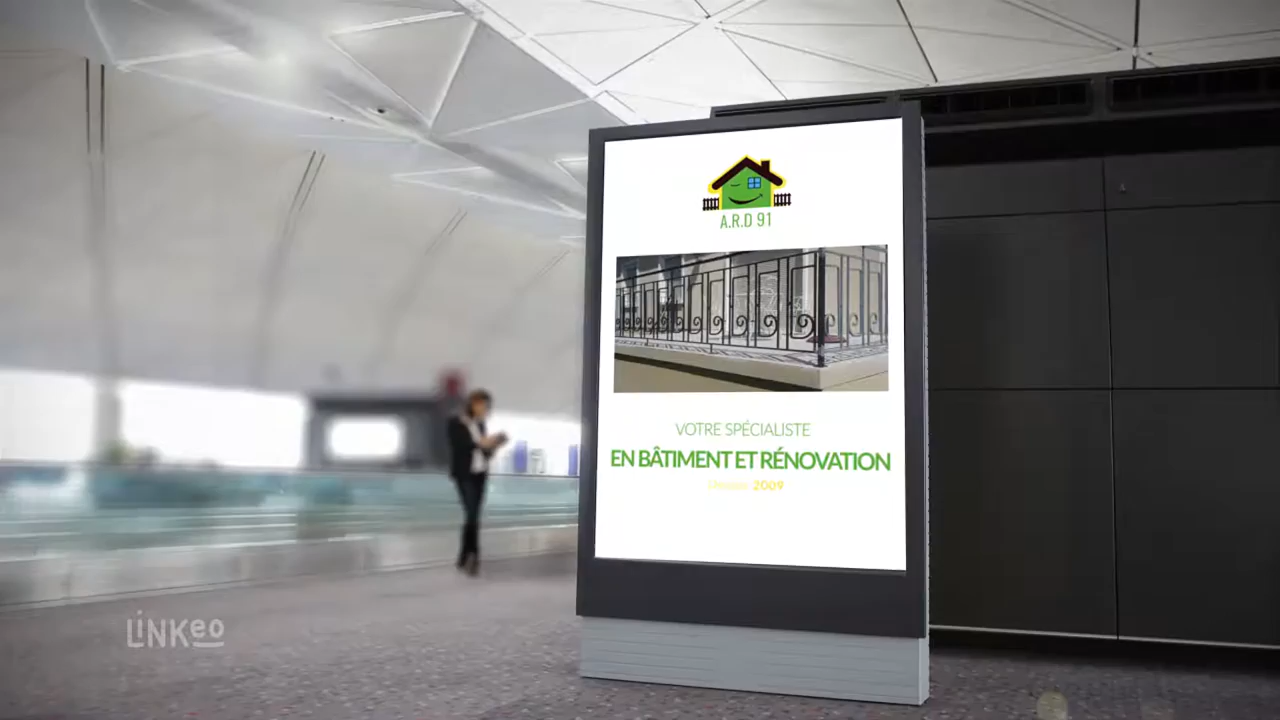 A.R.D 91
VOTRE SPÉCIALISTE
EN BÂTIMENT ET RÉNOVATION
2009
LiNKeo